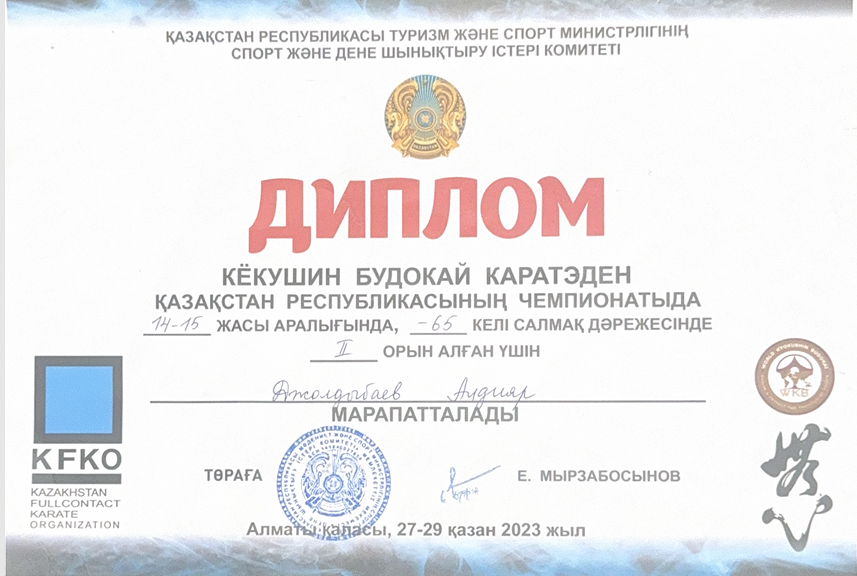 ҚАЗАҚСТАН РЕСПУБЛИКАСЫ ТУРИЗМ ЖӘНЕ СПОРТ МИНИСТРЛІГІНІҢ
СПОРТ ЖӘНЕ ДЕНЕ ШЫНЫҚТЫРУ ІСТЕРІ КОМИТЕТІ
ДИПЛОМ
КЁКУШИН БУДОКАЙ КАРАТЭДЕН
ҚАЗАҚСТАН РЕСПУБЛИКАСЫНЫҢ ЧЕМПИОНАТЫДА
14-15 ЖАСЫ АРАЛЫҒЫНДА, -65 КЕЛІ САЛМАҚ ДӘРЕЖЕСІНДЕ
II ОРЫН АЛҒАН ҮШІН
Джолдыбаев
МАРАПАТТАЛАДЫ
ТӨРАҒА Е. МЫРЗАБОСЫНОВ
Алматы қаласы, 27-29 қазан 2023 жыл
KFKO
KAZAKHSTAN
FULLCONTACT
KARATE
ORGANIZATION
WKB